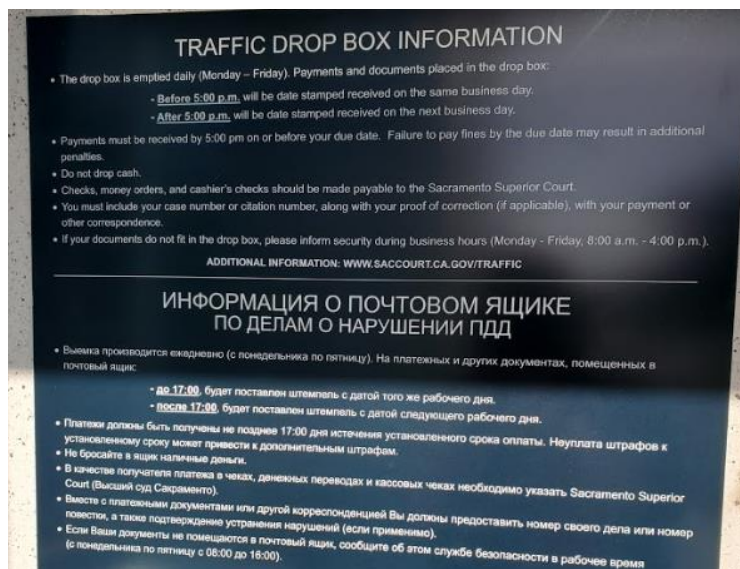 TRAFFIC DROP BOX INFORMATION
• The drop box is emptied daily (Monday – Friday). Payments and documents placed in the drop box:
- Before 5:00 p.m. will be date stamped received on the same business day.
- After 5:00 p.m. will be date stamped received on the next business day.
• Payments must be received by 5:00 pm on or before your due date. Failure to pay fines by the due date may result in additional
penalties.
• Do not drop cash.
• Checks, money orders, and cashier's checks should be made payable to the Sacramento Superior Court.
• You must include your case number or citation number, along with your proof of correction (if applicable), with your payment or
other correspondence.
• If your documents do not fit in the drop box, please inform security during business hours (Monday - Friday, 8:00 a.m. - 4:00 p.m.).
ADDITIONAL INFORMATION: WWW.SACCOURT.CA.GOV/TRAFFIC
ИНФОРМАЦИЯ О ПОЧТОВОМ ЯЩИКЕ
ПО ДЕЛАМ О НАРУШЕНИИ ПДД
• Выемка производится ежедневно (с понедельника по пятницу). На платежных и других документах, помещенных в
почтовый ящик:
- до 17:00, будет поставлен штемпель с датой того же рабочего дня.
- после 17:00, будет поставлен штемпель с датой следующего рабочего дня.
• Платежи должны быть получены не позднее 17:00 дня истечения установленного срока оплаты. Неуплата штрафов к
установленному сроку может привести к дополнительным штрафам.
• Не бросайте в ящик наличные деньги.
• В качестве получателя платежа в чеках, денежных переводах и кассовых чеках необходимо указать Sacramento Superior
Court (Высший суд Сакраменто).
• Вместе с платежными документами или другой корреспонденцией Вы должны предоставить номер своего дела или номер
повестки, а также подтверждение устранения нарушений (если применимо).
• Если Ваши документы не помещаются в почтовый ящик, сообщите об этом службе безопасности в рабочее время
(с понедельника по пятницу с 08:00 до 16:00).